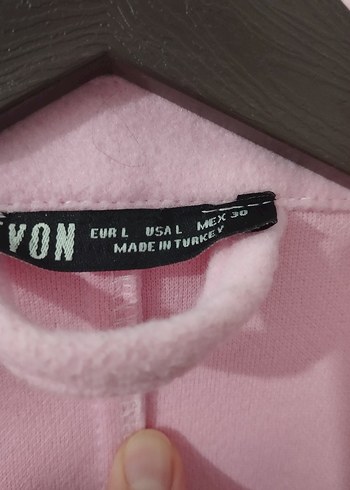 VON EUR L USA L MEX 30
MADE IN TURKEY